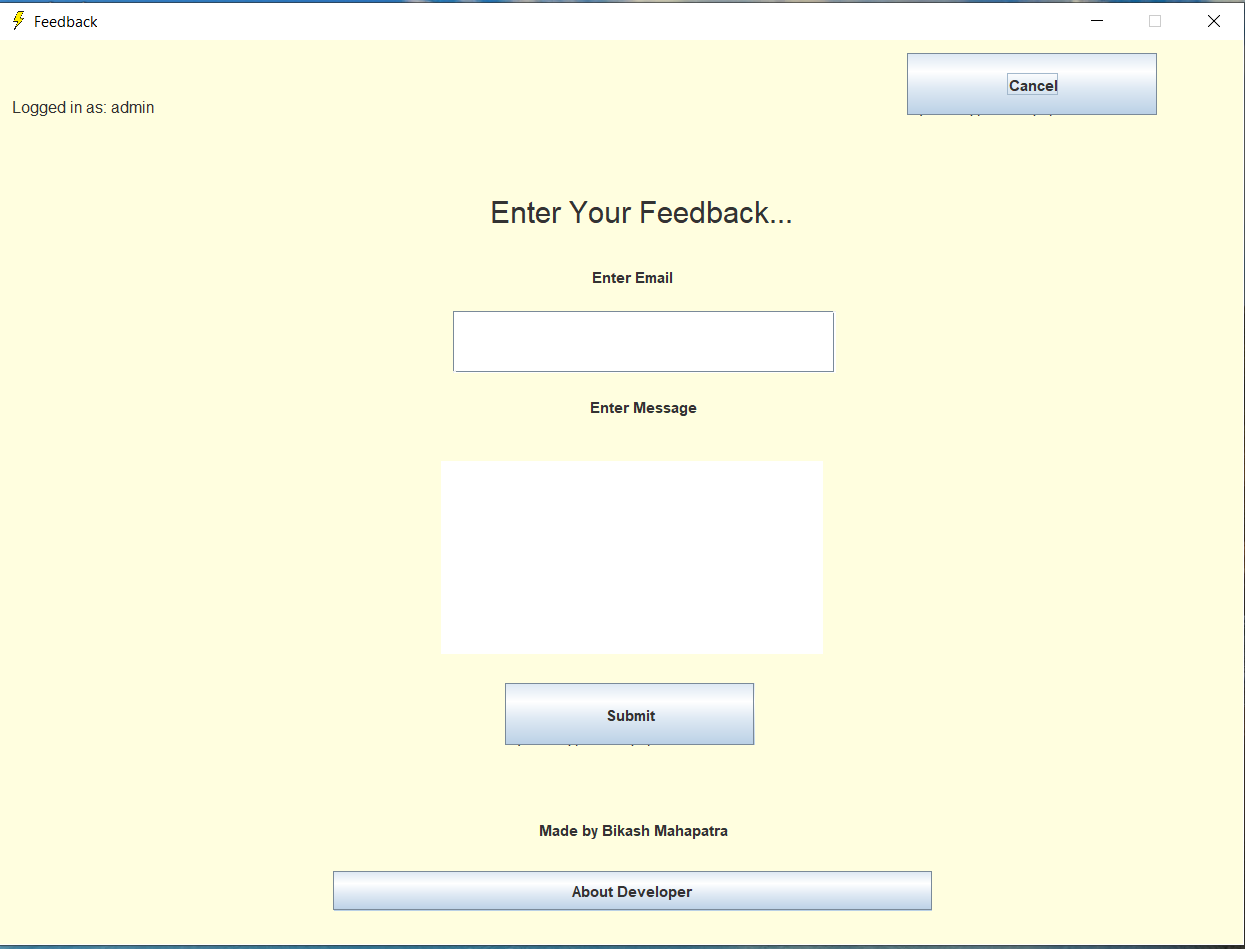 Feedback
Cancel
Logged in as: admin
Enter Your Feedback...
Enter Email
Enter Message
Submit
Made by Bikash Mahapatra
About Developer